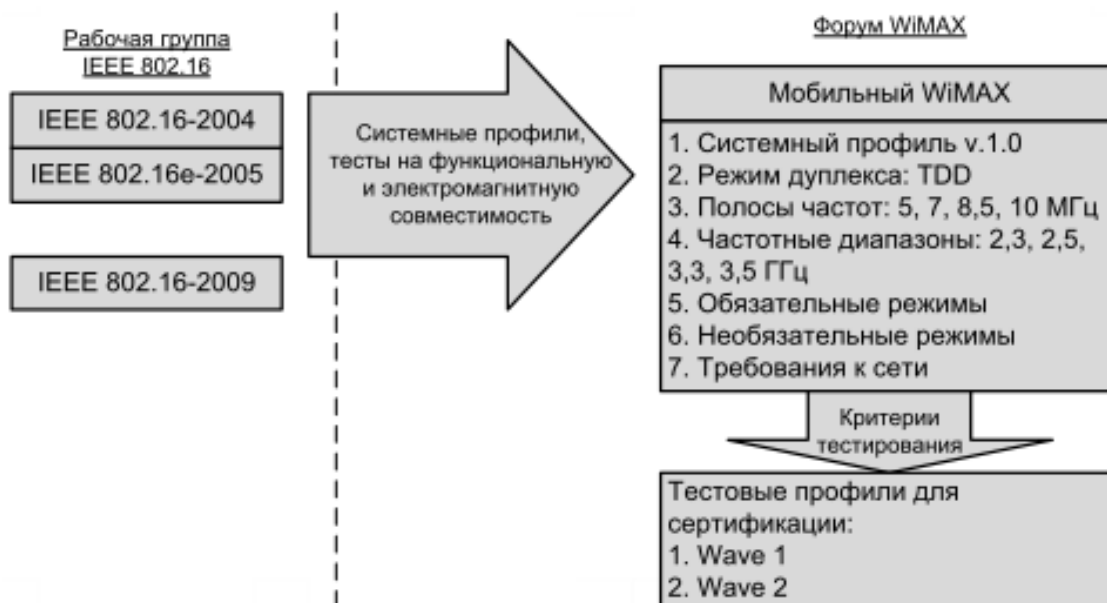 Рабочая группа
IEEE 802.16
IEEE 802.16-2004
IEEE 802.16e-2005
IEEE 802.16-2009
Системные профили,
тесты на функциональную
и электромагнитную
совместимость
Форум WiMAX
Мобильный WiMAX
1. Системный профиль v.1.0
2. Режим дуплекса: TDD
3. Полосы частот: 5, 7, 8,5, 10 МГц
4. Частотные диапазоны: 2,3, 2,5,
3,3, 3,5 ГГц
5. Обязательные режимы
6. Необязательные режимы
7. Требования к сети
Критерии
тестирования
Тестовые профили для
сертификации:
1. Wave 1
2. Wave 2